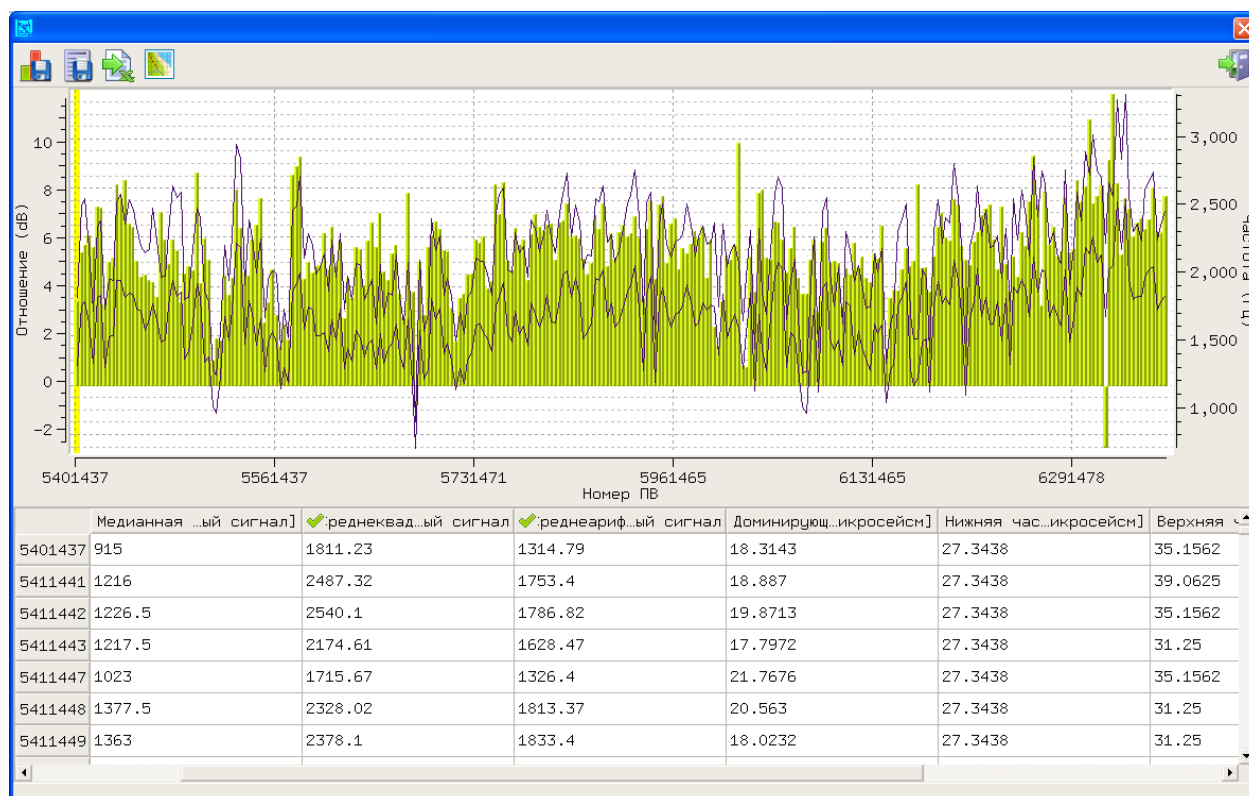 10
8
6
4
2
0
-2
Отношение (dB)
3,000
2,500
2,000
1,500
1,000
5401437 5561437 5731471 5961465 6131465 6291478
Номер ПВ
Медианная …ый сигнал] :реднеквад…ый сигнал :реднеариф…ый сигнал Доминирующ…икросейсм] Нижняя час…икросейсм] Верхняя
5401437 915 1811.23 1314.79 18.3143 27.3438 35.1562
5411441 1216 2487.32 1753.4 18.887 27.3438 39.0625
5411442 1226.5 2540.1 1786.82 19.8713 27.3438 35.1562
5411443 1217.5 2174.61 1628.47 17.7972 27.3438 31.25
5411447 1023 1715.67 1326.4 21.7676 27.3438 35.1562
5411448 1377.5 2328.02 1813.37 20.563 27.3438 31.25
5411449 1363 2378.1 1833.4 18.0232 27.3438 31.25